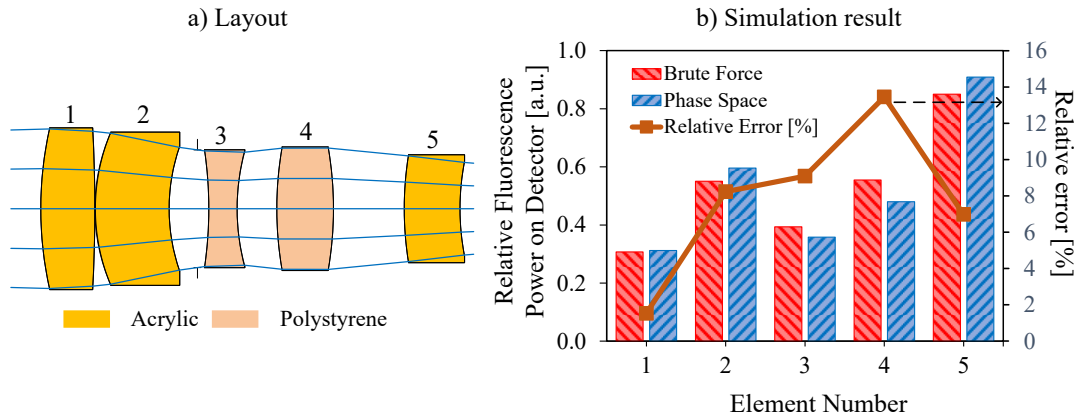 a) Layout
1
2
3
4
5
Acrylic
Polystyrene
b) Simulation result
Relative Fluorescence
Power on Detector [a.u.]
1.0
0.8
0.6
0.4
0.2
0.0
Brute Force
Phase Space
Relative Error [%]
16
14
12
10
8
6
4
2
0
Relative error [%]
1 2 3 4 5
Element Number